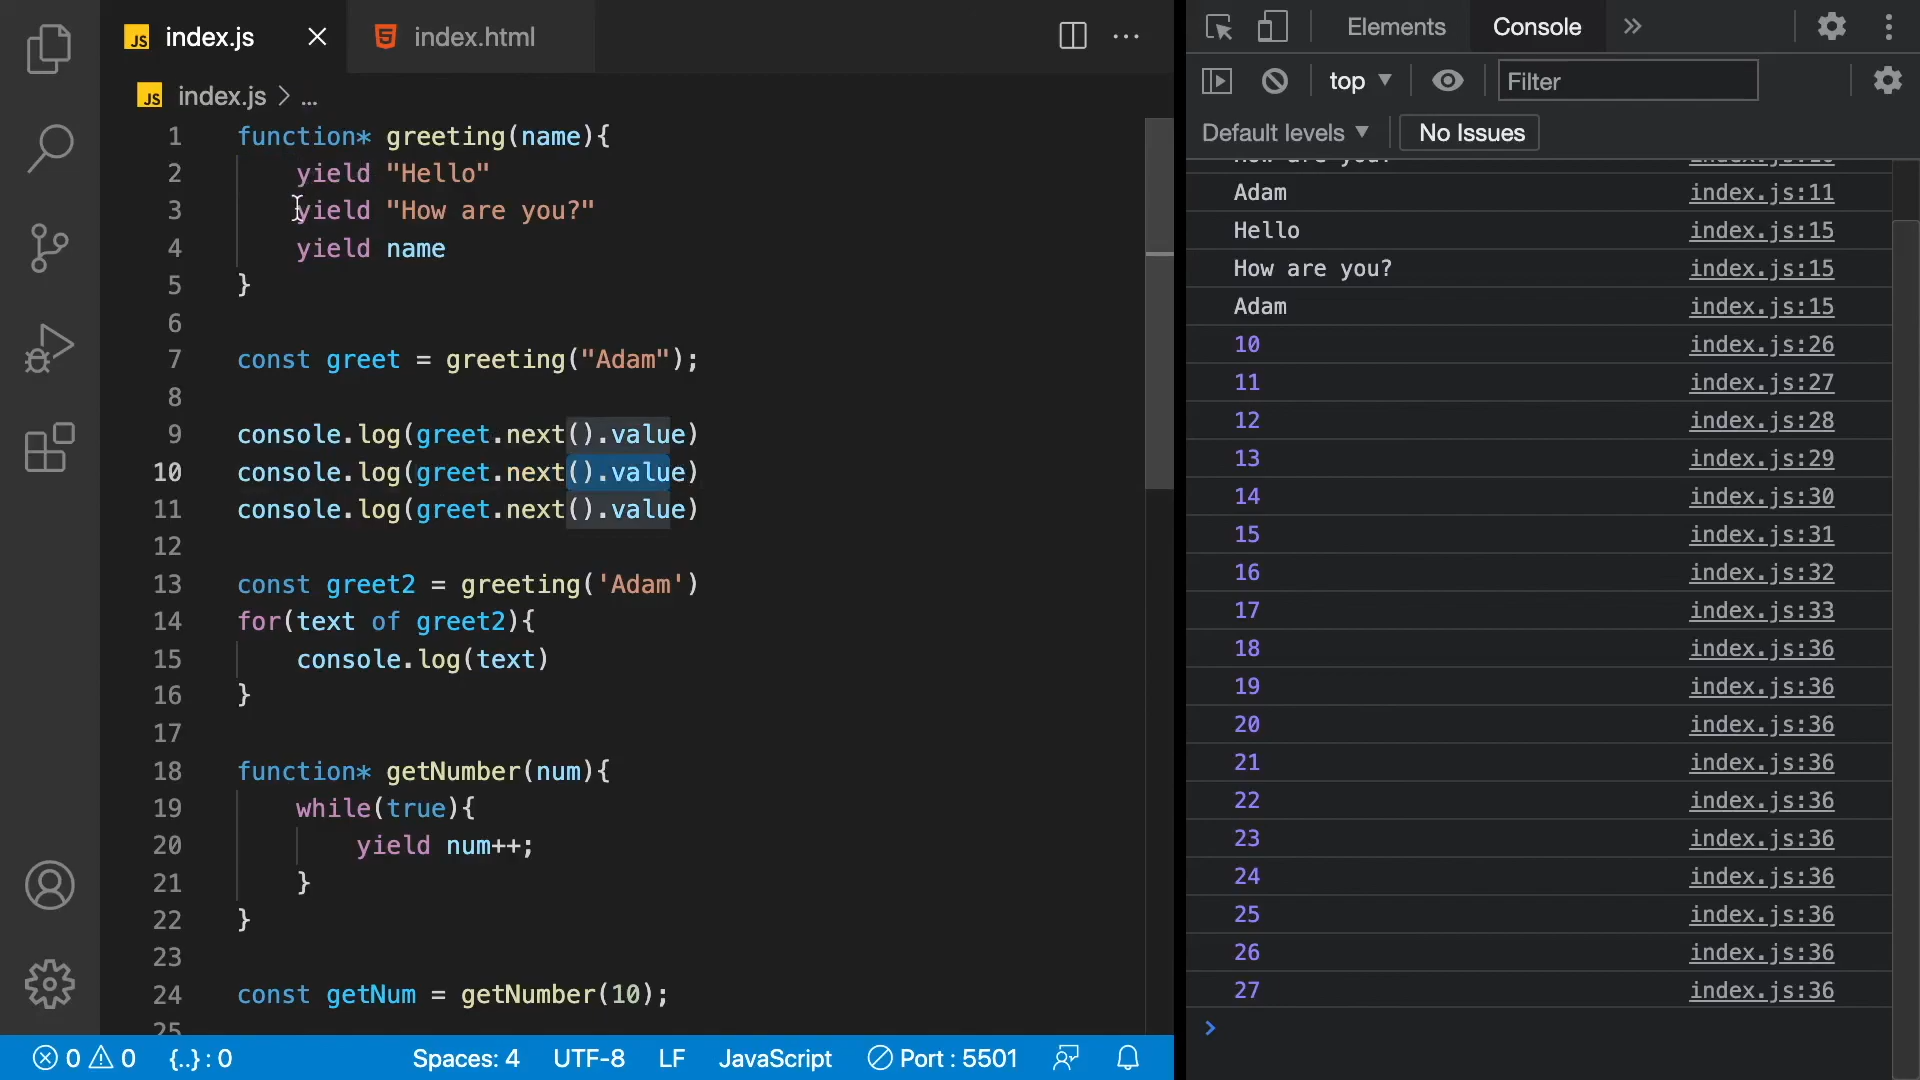 JS index.js
index.html
JS index.js > ...
1 function* greeting(name){
2 yield "Hello"
3 yield "How are you?"
4 yield name
5 }
6
7 const greet = greeting("Adam");
8
9 console.log(greet.next().value)
10 console.log(greet.next().value)
11 console.log(greet.next().value)
12
13 const greet2 = greeting('Adam')
14 for(text of greet2){
15 console.log(text)
16 }
17
18 function* getNumber(num){
19 while(true){
20 yield num++;
21 }
22 }
23
24 const getNum = getNumber(10);
25
0 0 {..} : 0 Spaces: 4 UTF-8 LF JavaScript Port : 5501
Elements Console
top Filter
Default levels No Issues
How are you? index.js:10
Adam index.js:11
Hello index.js:15
How are you? index.js:15
Adam index.js:15
10 index.js:26
11 index.js:27
12 index.js:28
13 index.js:29
14 index.js:30
15 index.js:31
16 index.js:32
17 index.js:33
18 index.js:36
19 index.js:36
20 index.js:36
21 index.js:36
22 index.js:36
23 index.js:36
24 index.js:36
25 index.js:36
26 index.js:36
27 index.js:36